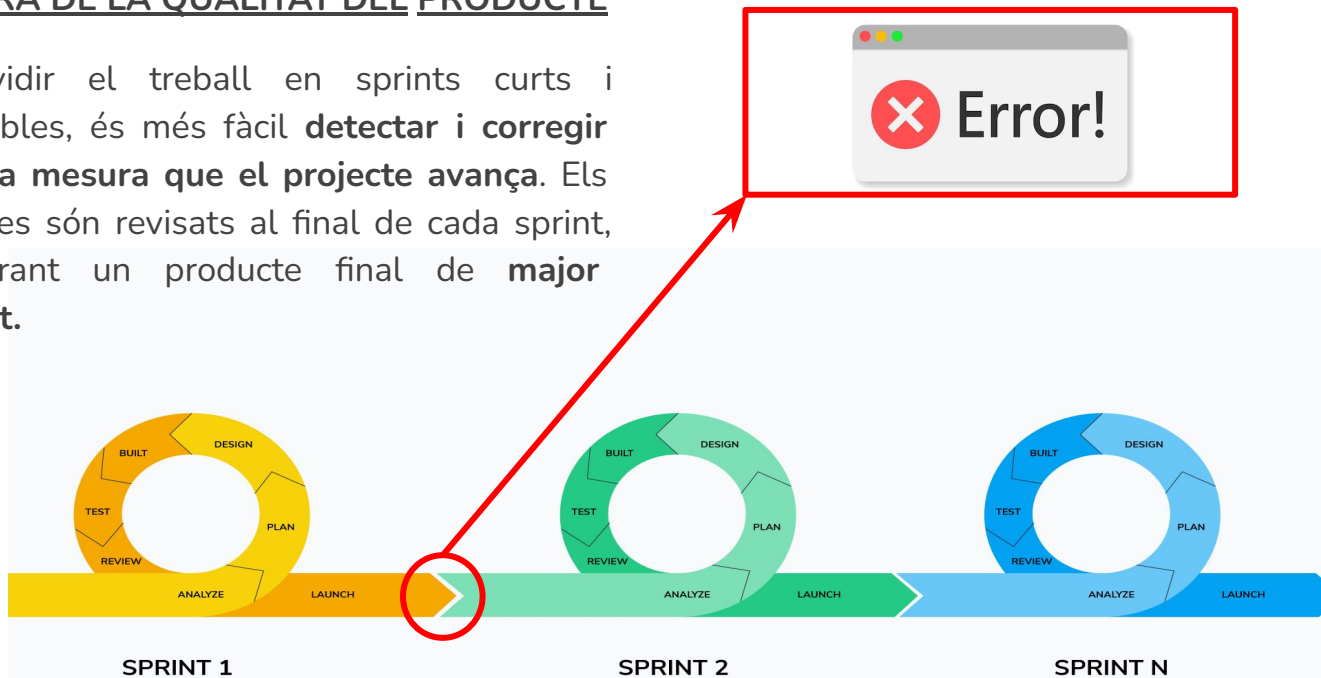 RA DE LA QUALITAT DEL PRODUCTE
vidir el treball en sprints curts i
bles, és més fàcil detectar i corregir
a mesura que el projecte avança. Els
es són revisats al final de cada sprint,
rant un producte final de major
t.
Error!
BUILT
DESIGN
TEST
PLAN
REVIEW
ANALYZE
LAUNCH
BUILT
DESIGN
TEST
PLAN
REVIEW
ANALYZE
LAUNCH
BUILT
DESIGN
TEST
PLAN
REVIEW
ANALYZE
LAUNCH
SPRINT 1
SPRINT 2
SPRINT N